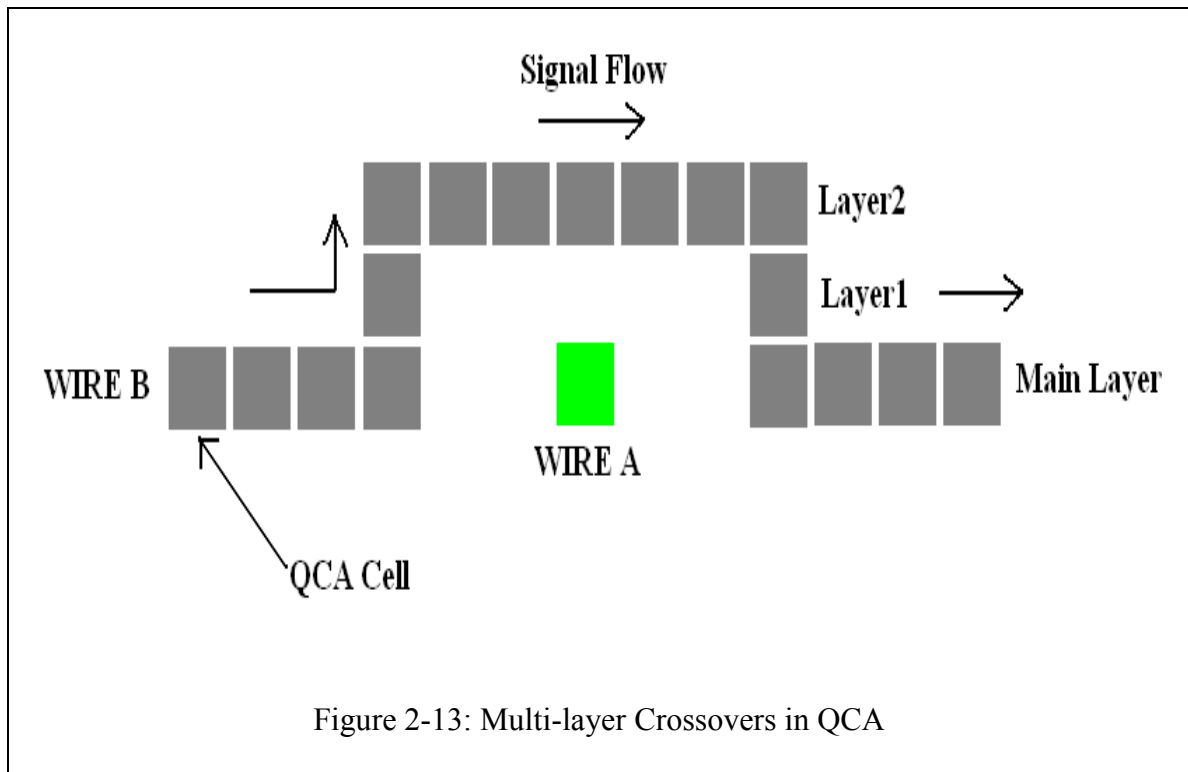 Signal Flow
Layer2
Layer1
WIRE B
Main Layer
WIRE A
QCA Cell
Figure 2-13: Multi-layer Crossovers in QCA